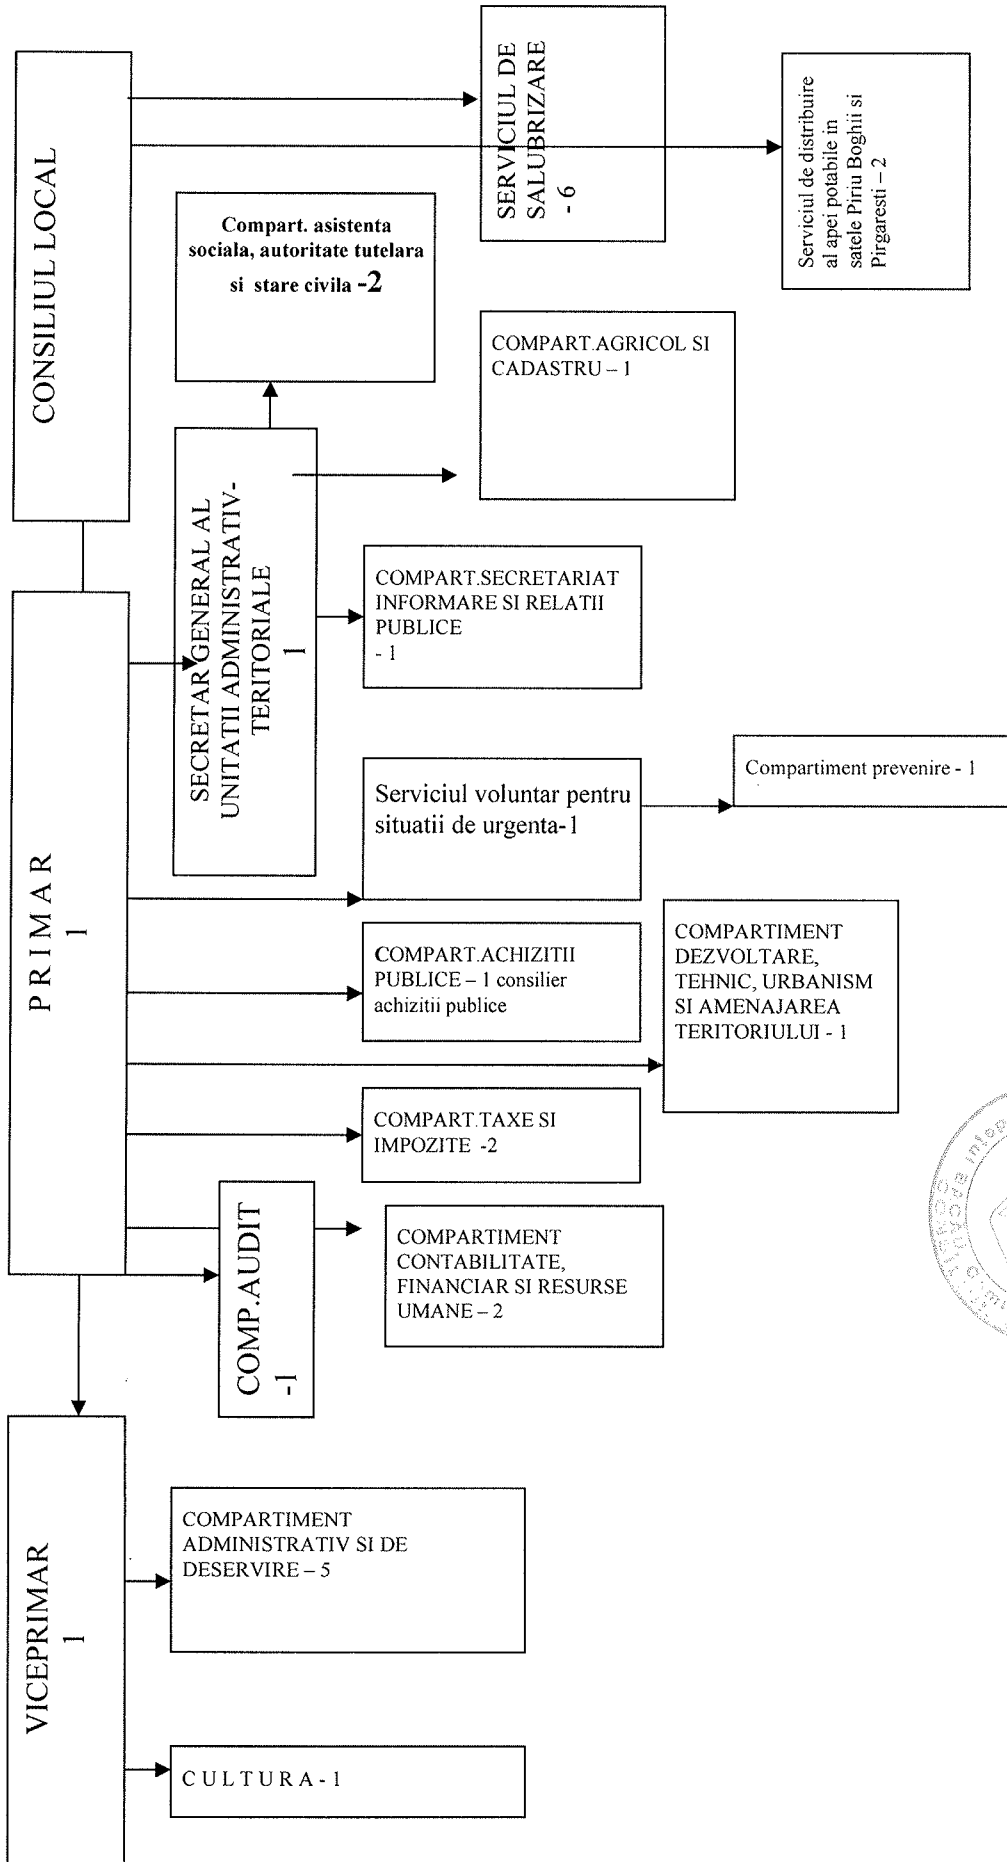 CONSILIUL LOCAL
SERVICIUL DE
SALUBRIZARE
- 6
Serviciul de distribuire
al apei potabile in
satele Piriu Boghii si
Pirgaresti – 2
Compart. asistenta
sociala, autoritate tutelara
si stare civila -2
COMPART.AGRICOL SI
CADASTRU – 1
SECRETAR GENERAL AL
UNITATII ADMINISTRATIV-
TERITORIALE
1
COMPART.SECRETARIAT
INFORMARE SI RELATII
PUBLICE
- 1
PRIMAR
1
Serviciul voluntar pentru
situatii de urgenta-1
Compartiment prevenire - 1
COMPART.ACHIZITII
PUBLICE – 1 consilier
achizitii publice
COMPARTIMENT
DEZVOLTARE,
TEHNIC, URBANISM
SI AMENAJAREA
TERITORIULUI - 1
COMPART.TAXE SI
IMPOZITE -2
COMP.AUDIT
-1
COMPARTIMENT
CONTABILITATE,
FINANCIAR SI RESURSE
UMANE – 2
VICEPRIMAR
1
COMPARTIMENT
ADMINISTRATIV SI DE
DESERVIRE – 5
CULTURA - 1